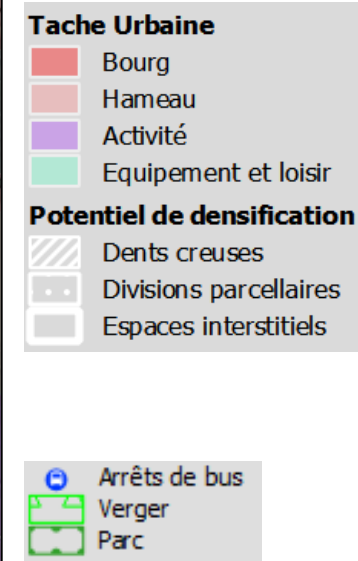 Tache Urbaine
Bourg
Hameau
Activité
Equipement et loisir
Potentiel de densification
Dents creuses
Divisions parcellaires
Espaces interstitiels
Arrêts de bus
Verger
Parc